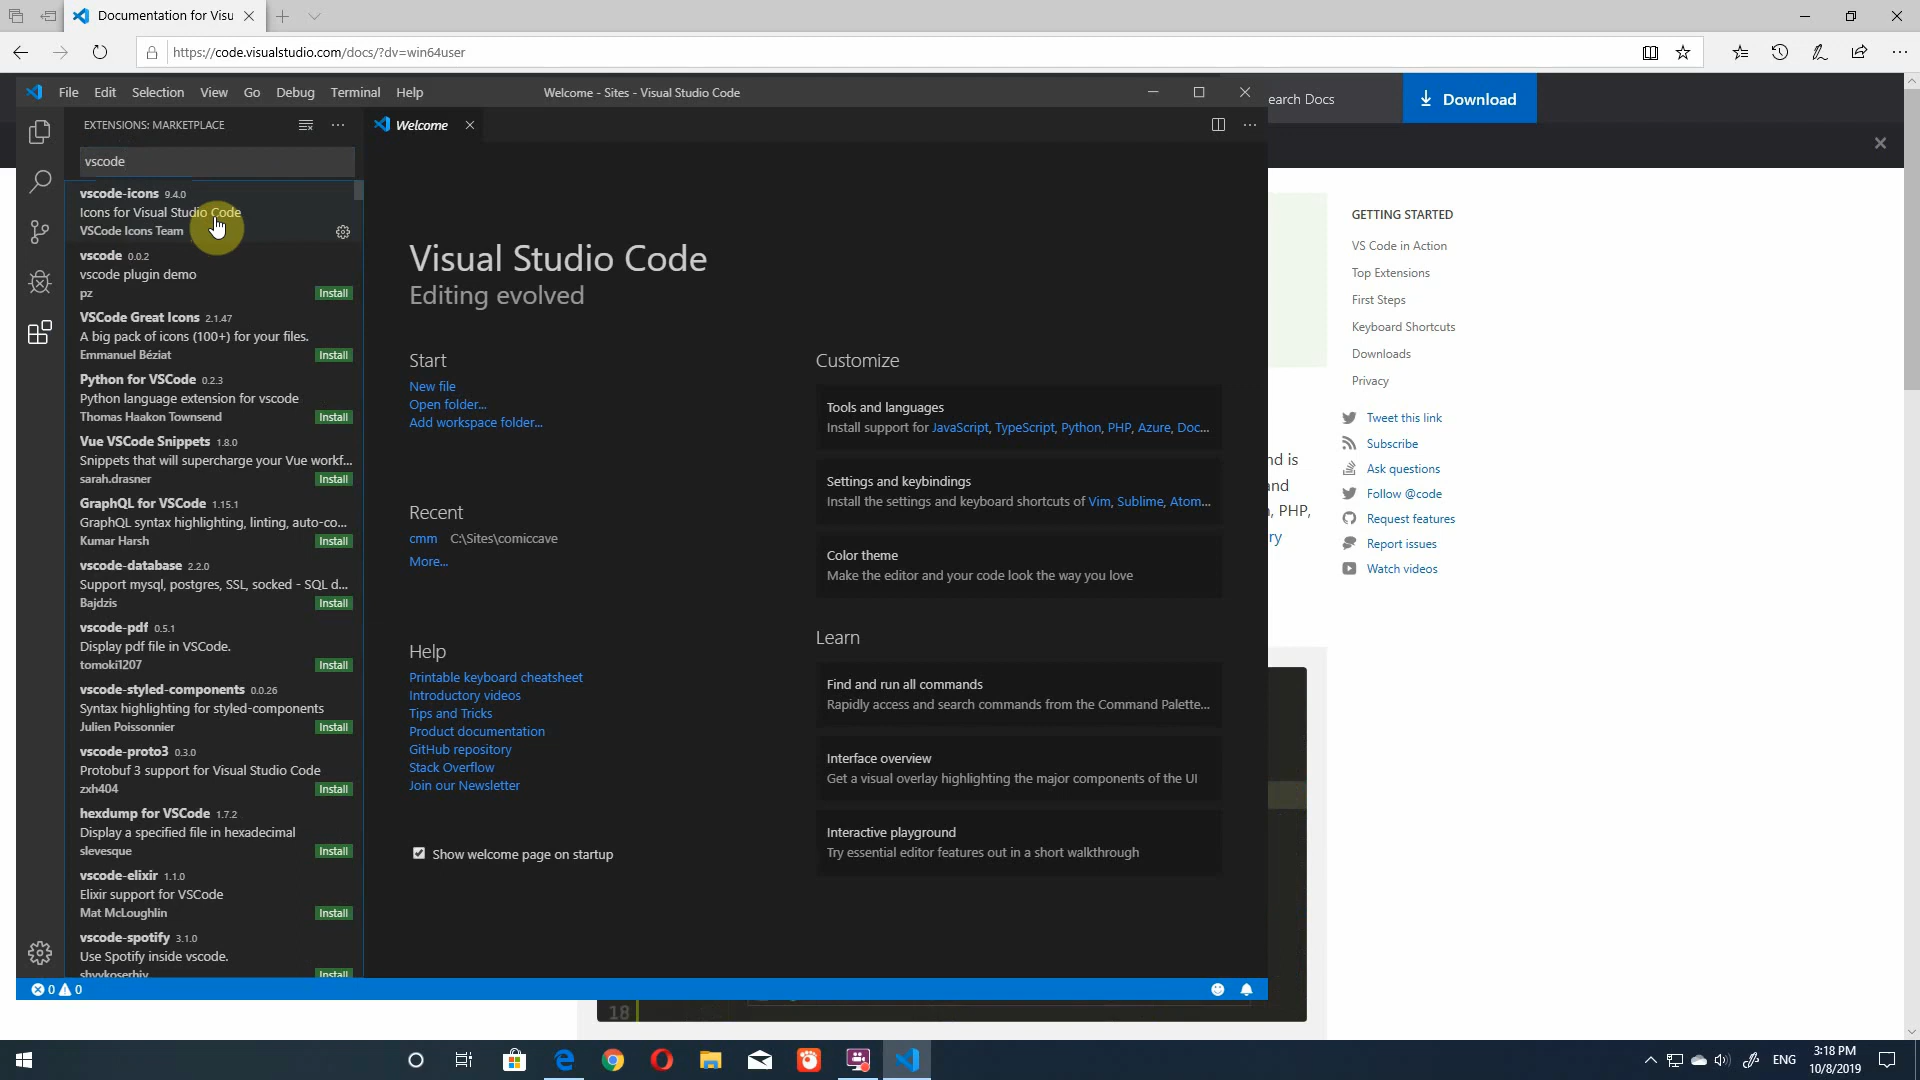 Documentation for Visu
https://code.visualstudio.com/docs/?dv=win64user
File Edit Selection View Go Debug Terminal Help
Welcome - Sites - Visual Studio Code
earch Docs
Download
EXTENSIONS: MARKETPLACE
Welcome
vscode
vscode-icons 9.4.0
Icons for Visual Studio Code
VSCode Icons Team
vscode 0.0.2
vscode plugin demo
pz Install
VSCode Great Icons 2.1.47
A big pack of icons (100+) for your files.
Emmanuel Béziat Install
Python for VSCode 0.2.3
Python language extension for vscode
Thomas Haakon Townsend Install
Vue VSCode Snippets 1.8.0
Snippets that will supercharge your Vue workf...
sarah.drasner Install
GraphQL for VSCode 1.15.1
GraphQL syntax highlighting, linting, auto-co...
Kumar Harsh Install
vscode-database 2.2.0
Support mysql, postgres, SSL, socked - SQL d...
Bajdzis Install
vscode-pdf 0.5.1
Display pdf file in VSCode.
tomoki1207 Install
vscode-styled-components 0.0.26
Syntax highlighting for styled-components
Julien Poissonnier Install
vscode-proto3 0.3.0
Protobuf 3 support for Visual Studio Code
zxh404 Install
hexdump for VSCode 1.7.2
Display a specified file in hexadecimal
slevesque Install
vscode-elixir 1.1.0
Elixir support for VSCode
Mat McLoughlin Install
vscode-spotify 3.1.0
Use Spotify inside vscode.
shyykoserhiy Install
Visual Studio Code
Editing evolved
Start
New file
Open folder...
Add workspace folder...
Recent
cmm C:\Sites\comiccave
More...
Help
Printable keyboard cheatsheet
Introductory videos
Tips and Tricks
Product documentation
GitHub repository
Stack Overflow
Join our Newsletter
Show welcome page on startup
Customize
Tools and languages
Install support for JavaScript, TypeScript, Python, PHP, Azure, Doc...
Settings and keybindings
Install the settings and keyboard shortcuts of Vim, Sublime, Atom...
Color theme
Make the editor and your code look the way you love
Learn
Find and run all commands
Rapidly access and search commands from the Command Palette...
Interface overview
Get a visual overlay highlighting the major components of the UI
Interactive playground
Try essential editor features out in a short walkthrough
0 0
nd is
and
, PHP,
ry
18
GETTING STARTED
VS Code in Action
Top Extensions
First Steps
Keyboard Shortcuts
Downloads
Privacy
Tweet this link
Subscribe
Ask questions
Follow @code
Request features
Report issues
Watch videos
ENG
3:18 PM
10/8/2019